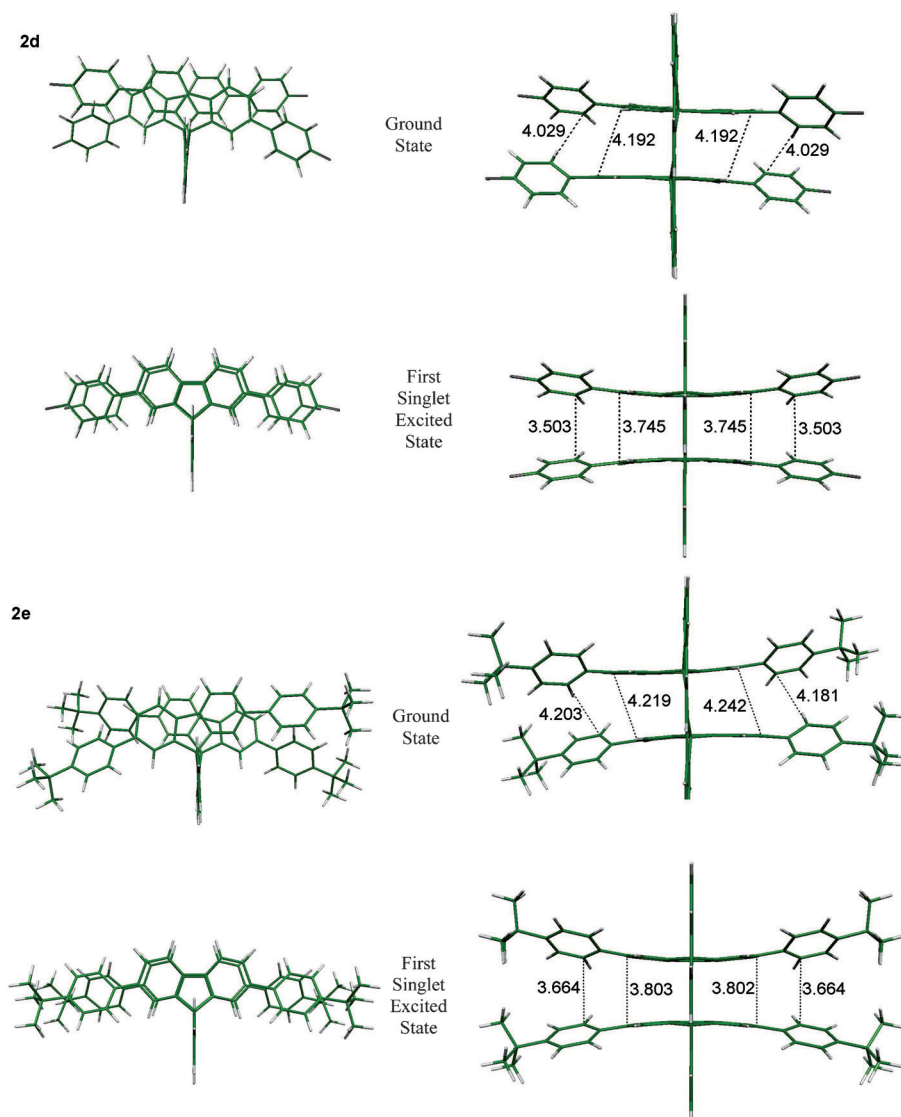 2d
Ground
State
4.029
4.192
4.192
4.029
First
Singlet
Excited
State
3.503
3.745
3.745
3.503
2e
Ground
State
4.203
4.219
4.242
4.181
First
Singlet
Excited
State
3.664
3.803
3.802
3.664